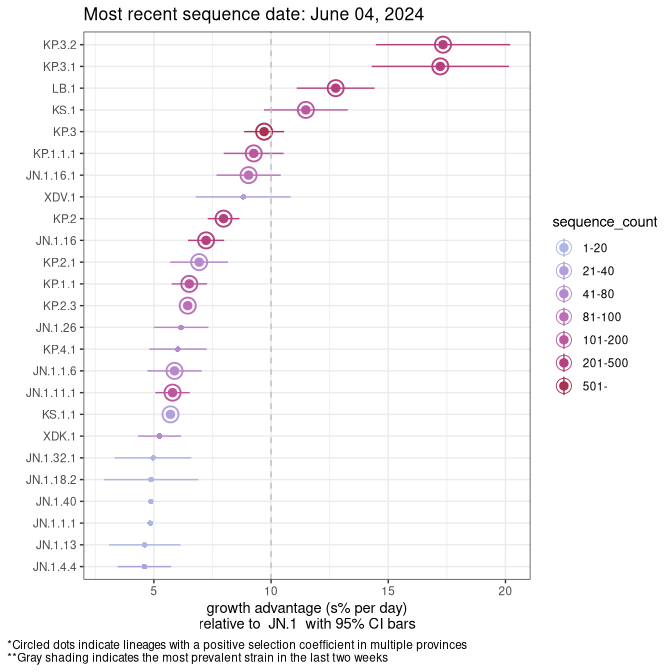 Most recent sequence date: June 04, 2024
KP.3.2
KP.3.1
LB.1
KS.1
KP.3
KP.1.1.1
JN.1.16.1
XDV.1
KP.2
JN.1.16
KP.2.1
KP.1.1
KP.2.3
JN.1.26
KP.4.1
JN.1.1.6
JN.1.11.1
KS.1.1
XDK.1
JN.1.32.1
JN.1.18.2
JN.1.40
JN.1.1.1
JN.1.13
JN.1.4.4
5 10 15 20
growth advantage (s% per day)
relative to JN.1 with 95% CI bars
sequence_count
1-20
21-40
41-80
81-100
101-200
201-500
501-
*Circled dots indicate lineages with a positive selection coefficient in multiple provinces
**Gray shading indicates the most prevalent strain in the last two weeks